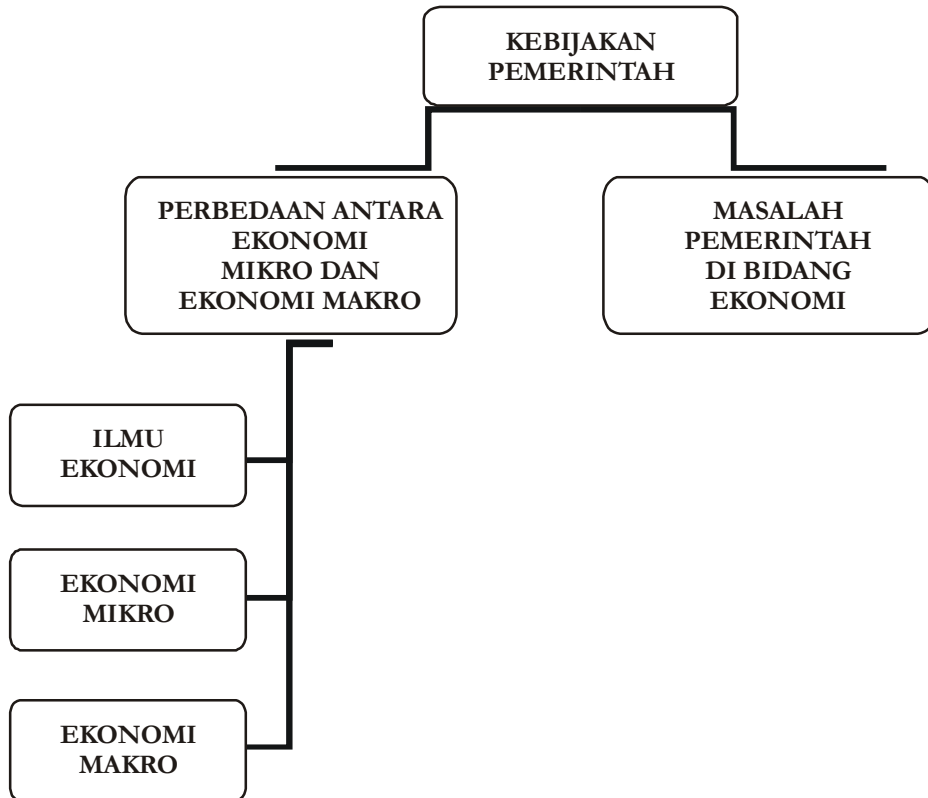 KEBIJAKAN
PEMERINTAH
PERBEDAAN ANTARA
EKONOMI
MIKRO DAN
EKONOMI MAKRO
MASALAH
PEMERINTAH
DI BIDANG
EKONOMI
ILMU
EKONOMI
EKONOMI
MIKRO
EKONOMI
MAKRO